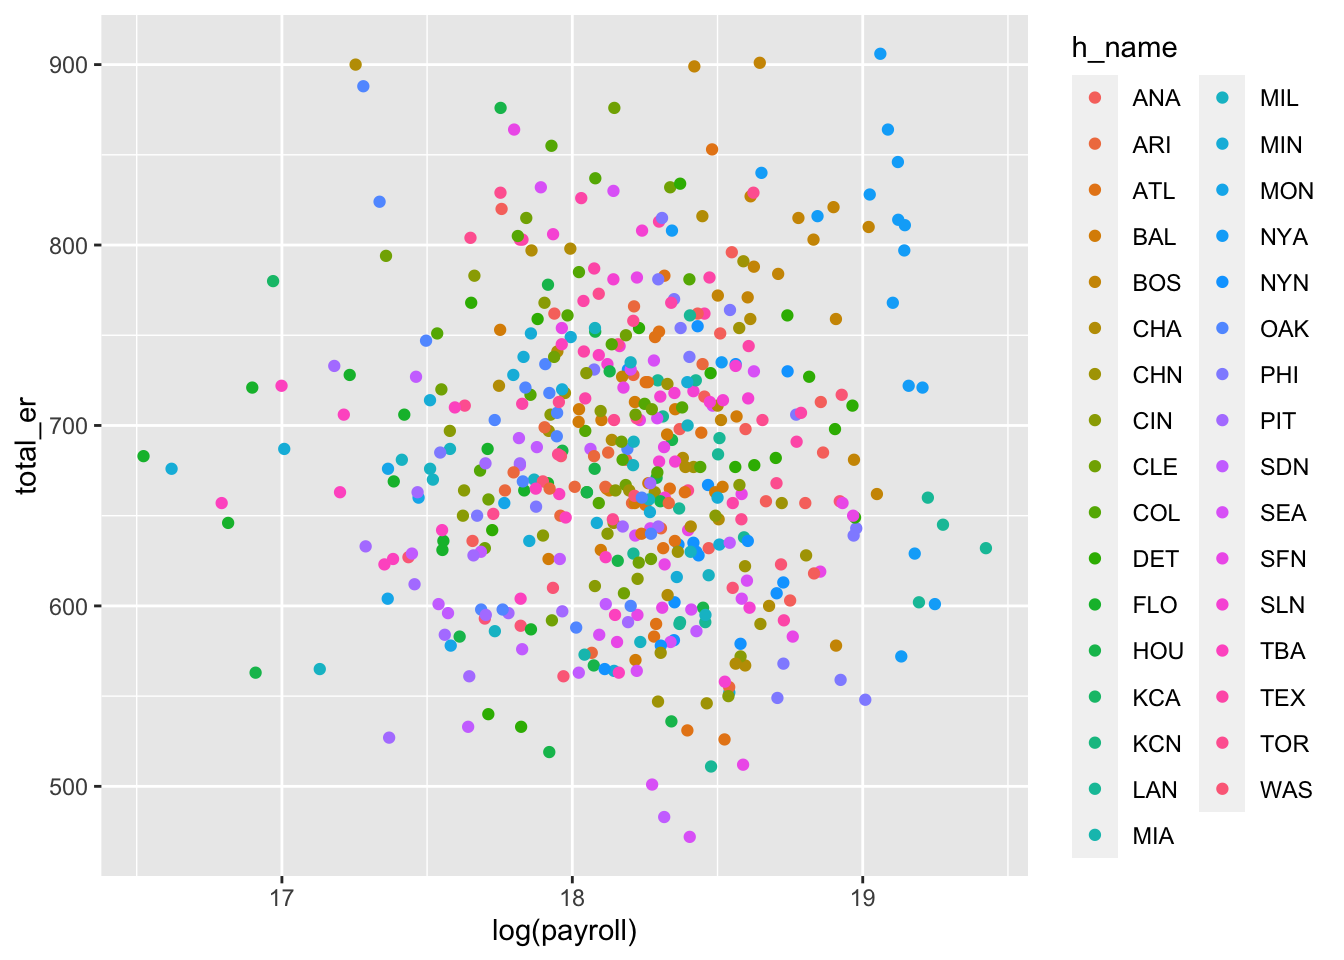 total_er
900
800
700
600
500
17
18
19
log(payroll)
h_name
ANA
ARI
ATL
BAL
BOS
CHA
CHN
CIN
CLE
COL
DET
FLO
HOU
KCA
KCN
LAN
MIA
MIL
MIN
MON
NYA
NYN
OAK
PHI
PIT
SDN
SEA
SFN
SLN
TBA
TEX
TOR
WAS